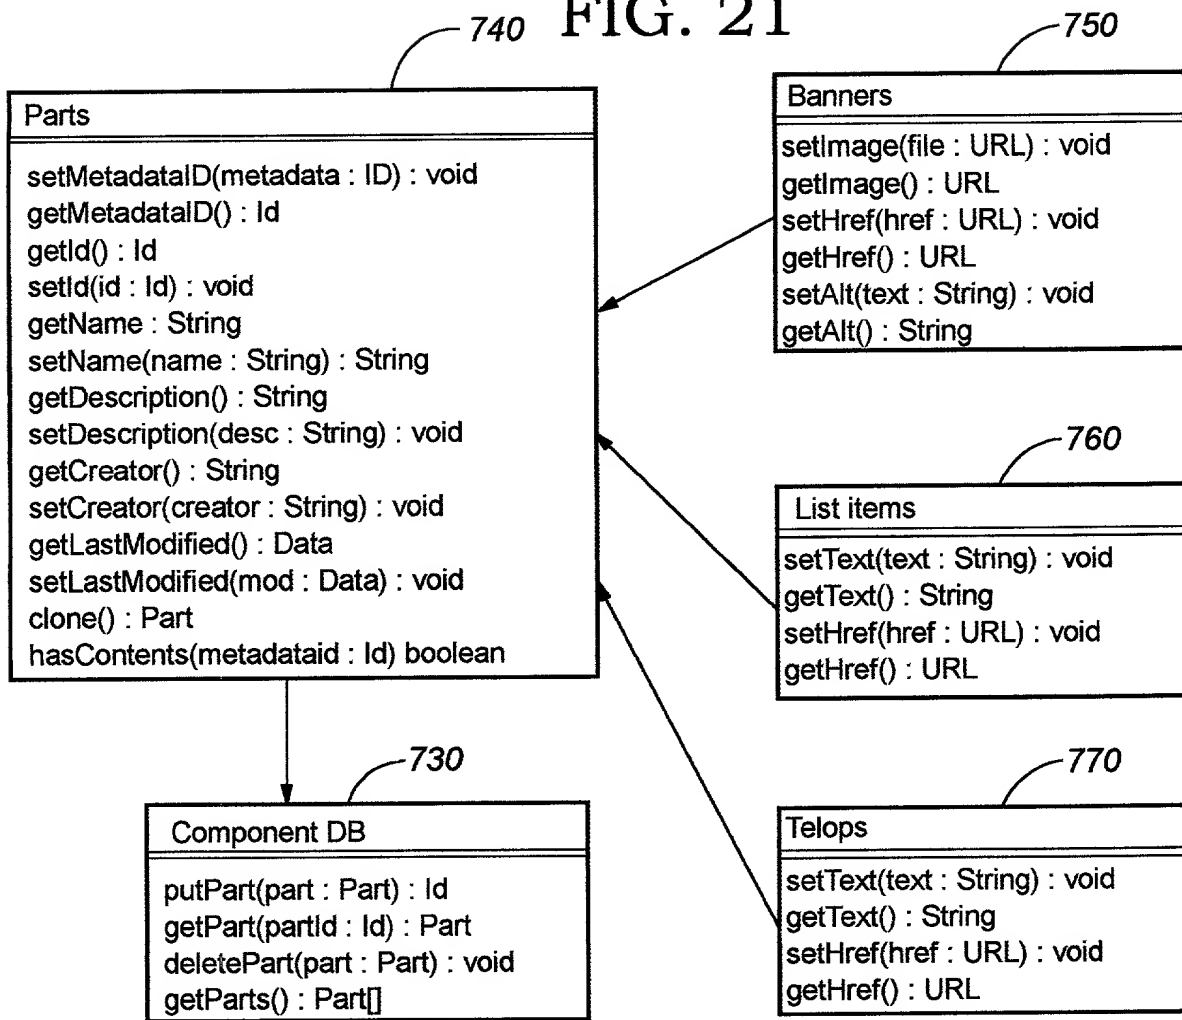 FIG. 21
740
Parts
setMetadataID(metadata : ID) : void
getMetadataID() : Id
getId() : Id
setId(id : Id) : void
getName : String
setName(name : String) : String
getDescription() : String
setDescription(desc : String) : void
getCreator() : String
setCreator(creator : String) : void
getLastModified() : Data
setLastModified(mod : Data) : void
clone() : Part
hasContents(metadataid : Id) boolean
750
Banners
setImage(file : URL) : void
getImage() : URL
setHref(href : URL) : void
getHref() : URL
setAlt(text : String) : void
getAlt() : String
760
List items
setText(text : String) : void
getText() : String
setHref(href : URL) : void
getHref() : URL
730
Component DB
putPart(part : Part) : Id
getPart(partId : Id) : Part
deletePart(part : Part) : void
getParts() : Part[]
770
Telops
setText(text : String) : void
getText() : String
setHref(href : URL) : void
getHref() : URL